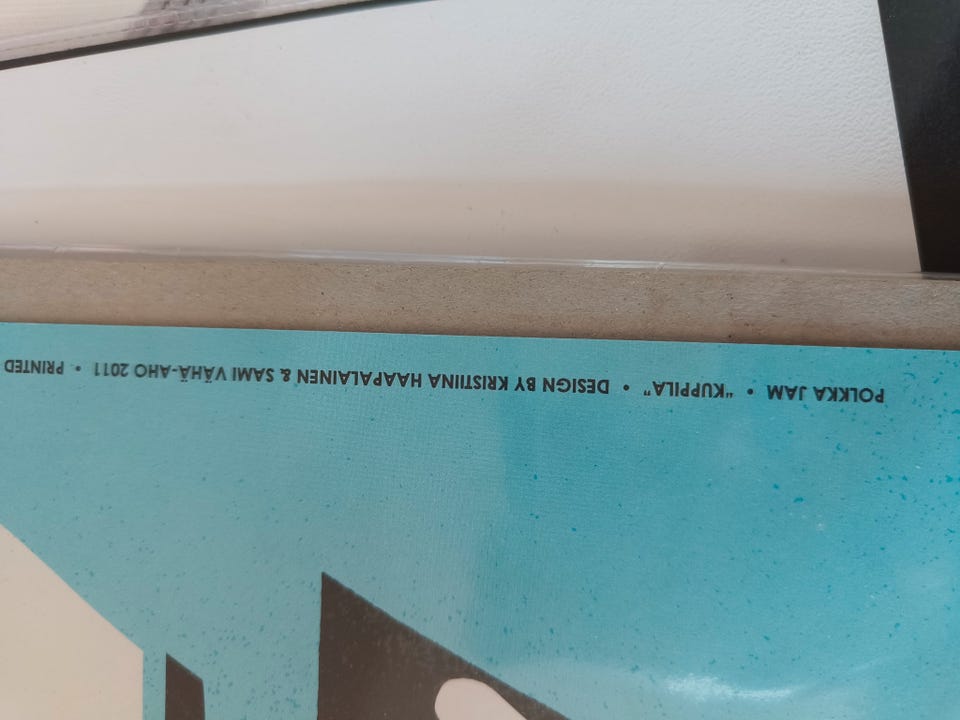 POLKKA JAM • "KUPPILA" • DESIGN BY KRISTIINA HAAPALAINEN & SAMI VÄHÄ-AHO 2011 • PRINTED